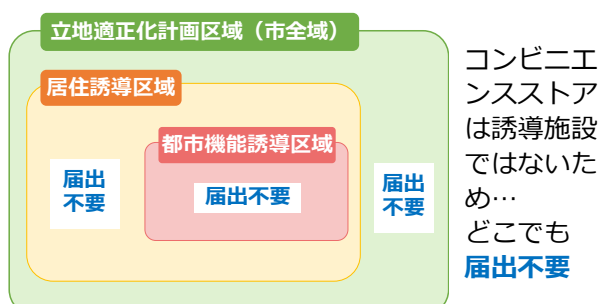 立地適正化計画区域（市全域）
居住誘導区域
都市機能誘導区域
届出
不要
届出不要
届出
不要
コンビニエ
ンスストア
は誘導施設
ではないた
め…
どこでも
届出不要